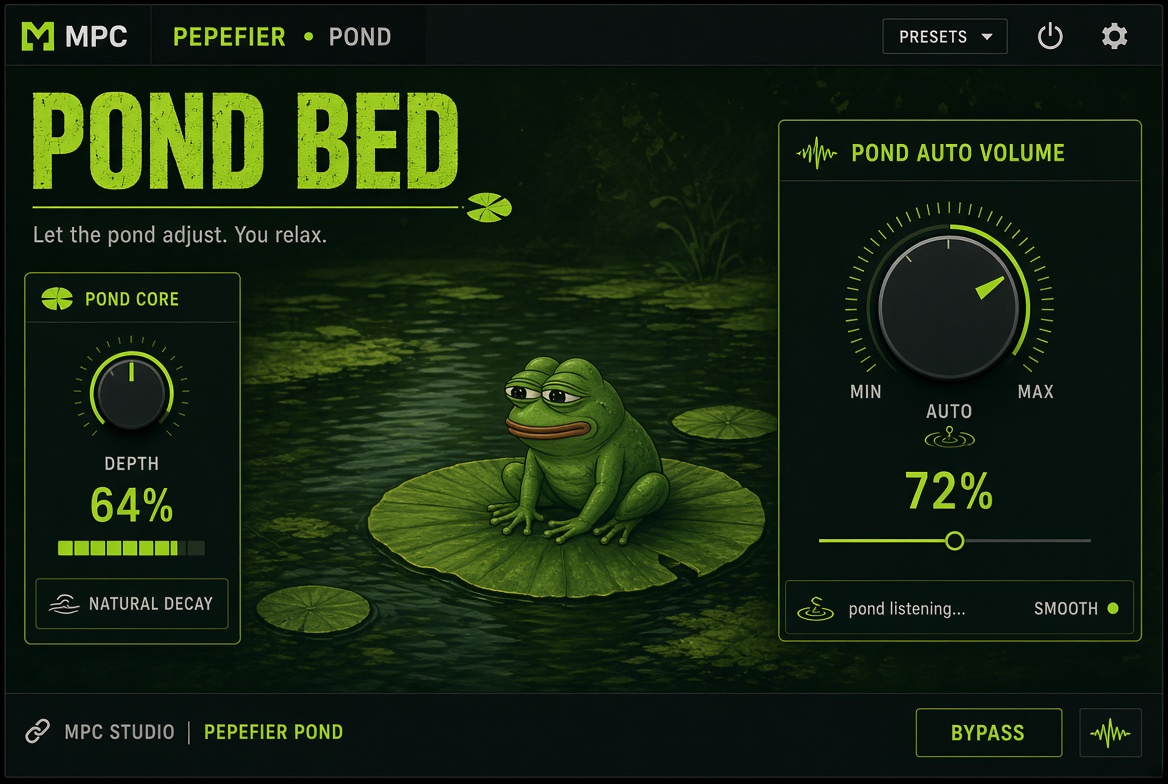 MPC
PEPEFIER • POND
PRESETS
POND BED
Let the pond adjust. You relax.
POND CORE
DEPTH
64%
NATURAL DECAY
POND AUTO VOLUME
MIN
MAX
AUTO
72%
pond listening...
SMOOTH
MPC STUDIO | PEPEFIER POND
BYPASS